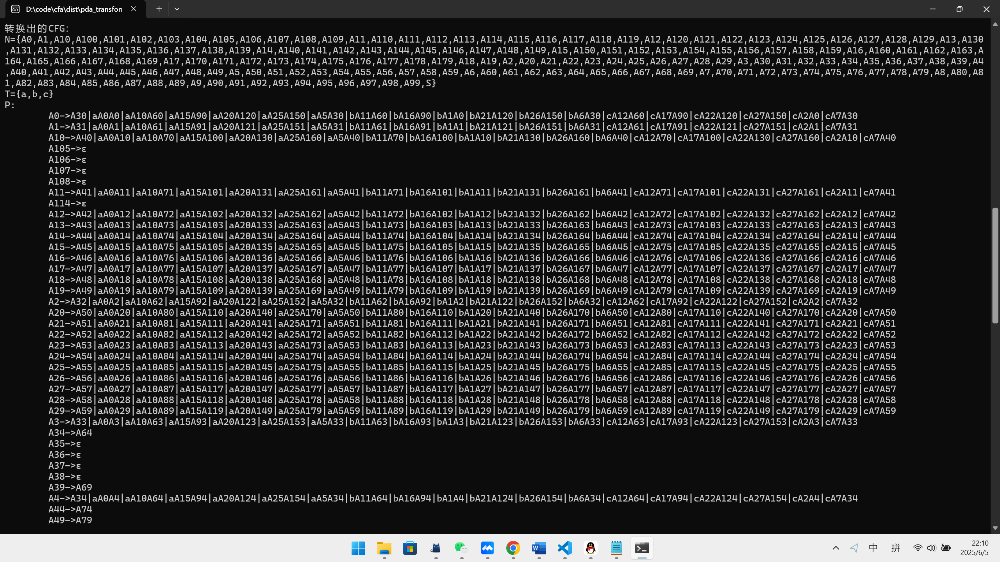 D:\code\cfa\dist\pda_transfor
转换出的CFG:
N={A0,A1,A10,A100,A101,A102,A103,A104,A105,A106,A107,A108,A109,A11,A110,A111,A112,A113,A114,A115,A116,A117,A118,A119,A12,A120,A121,A122,A123,A124,A125,A126,A127,A128,A129,A13,A130
,A131,A132,A133,A134,A135,A136,A137,A138,A139,A14,A140,A141,A142,A143,A144,A145,A146,A147,A148,A149,A15,A150,A151,A152,A153,A154,A155,A156,A157,A158,A159,A16,A160,A161,A162,A163,A
164,A165,A166,A167,A168,A169,A17,A170,A171,A172,A173,A174,A175,A176,A177,A178,A179,A18,A19,A2,A20,A21,A22,A23,A24,A25,A26,A27,A28,A29,A3,A30,A31,A32,A33,A34,A35,A36,A37,A38,A39,A4
,A40,A41,A42,A43,A44,A45,A46,A47,A48,A49,A5,A50,A51,A52,A53,A54,A55,A56,A57,A58,A59,A6,A60,A61,A62,A63,A64,A65,A66,A67,A68,A69,A7,A70,A71,A72,A73,A74,A75,A76,A77,A78,A79,A8,A80,A8
1,A82,A83,A84,A85,A86,A87,A88,A89,A9,A90,A91,A92,A93,A94,A95,A96,A97,A98,A99,S}
T={a,b,c}
P:
A0->A30|aA0A0|aA10A60|aA15A90|aA20A120|aA25A150|aA5A30|bA11A60|bA16A90|bA1A0|bA21A120|bA26A150|bA6A30|cA12A60|cA17A90|cA22A120|cA27A150|cA2A0|cA7A30
A1->A31|aA0A1|aA10A61|aA15A91|aA20A121|aA25A151|aA5A31|bA11A61|bA16A91|bA1A1|bA21A121|bA26A151|bA6A31|cA12A61|cA17A91|cA22A121|cA27A151|cA2A1|cA7A31
A10->A40|aA0A10|aA10A70|aA15A100|aA20A130|aA25A160|aA5A40|bA11A70|bA16A100|bA1A10|bA21A130|bA26A160|bA6A40|cA12A70|cA17A100|cA22A130|cA27A160|cA2A10|cA7A40
A105->ε
A106->ε
A107->ε
A108->ε
A11->A41|aA0A11|aA10A71|aA15A101|aA20A131|aA25A161|aA5A41|bA11A71|bA16A101|bA1A11|bA21A131|bA26A161|bA6A41|cA12A71|cA17A101|cA22A131|cA27A161|cA2A11|cA7A41
A114->ε
A12->A42|aA0A12|aA10A72|aA15A102|aA20A132|aA25A162|aA5A42|bA11A72|bA16A102|bA1A12|bA21A132|bA26A162|bA6A42|cA12A72|cA17A102|cA22A132|cA27A162|cA2A12|cA7A42
A13->A43|aA0A13|aA10A73|aA15A103|aA20A133|aA25A163|aA5A43|bA11A73|bA16A103|bA1A13|bA21A133|bA26A163|bA6A43|cA12A73|cA17A103|cA22A133|cA27A163|cA2A13|cA7A43
A14->A44|aA0A14|aA10A74|aA15A104|aA20A134|aA25A164|aA5A44|bA11A74|bA16A104|bA1A14|bA21A134|bA26A164|bA6A44|cA12A74|cA17A104|cA22A134|cA27A164|cA2A14|cA7A44
A15->A45|aA0A15|aA10A75|aA15A105|aA20A135|aA25A165|aA5A45|bA11A75|bA16A105|bA1A15|bA21A135|bA26A165|bA6A45|cA12A75|cA17A105|cA22A135|cA27A165|cA2A15|cA7A45
A16->A46|aA0A16|aA10A76|aA15A106|aA20A136|aA25A166|aA5A46|bA11A76|bA16A106|bA1A16|bA21A136|bA26A166|bA6A46|cA12A76|cA17A106|cA22A136|cA27A166|cA2A16|cA7A46
A17->A47|aA0A17|aA10A77|aA15A107|aA20A137|aA25A167|aA5A47|bA11A77|bA16A107|bA1A17|bA21A137|bA26A167|bA6A47|cA12A77|cA17A107|cA22A137|cA27A167|cA2A17|cA7A47
A18->A48|aA0A18|aA10A78|aA15A108|aA20A138|aA25A168|aA5A48|bA11A78|bA16A108|bA1A18|bA21A138|bA26A168|bA6A48|cA12A78|cA17A108|cA22A138|cA27A168|cA2A18|cA7A48
A19->A49|aA0A19|aA10A79|aA15A109|aA20A139|aA25A169|aA5A49|bA11A79|bA16A109|bA1A19|bA21A139|bA26A169|bA6A49|cA12A79|cA17A109|cA22A139|cA27A169|cA2A19|cA7A49
A2->A32|aA0A2|aA10A62|aA15A92|aA20A122|aA25A152|aA5A32|bA11A62|bA16A92|bA1A2|bA21A122|bA26A152|bA6A32|cA12A62|cA17A92|cA22A122|cA27A152|cA2A2|cA7A32
A20->A50|aA0A20|aA10A80|aA15A110|aA20A140|aA25A170|aA5A50|bA11A80|bA16A110|bA1A20|bA21A140|bA26A170|bA6A50|cA12A80|cA17A110|cA22A140|cA27A170|cA2A20|cA7A50
A21->A51|aA0A21|aA10A81|aA15A111|aA20A141|aA25A171|aA5A51|bA11A81|bA16A111|bA1A21|bA21A141|bA26A171|bA6A51|cA12A81|cA17A111|cA22A141|cA27A171|cA2A21|cA7A51
A22->A52|aA0A22|aA10A82|aA15A112|aA20A142|aA25A172|aA5A52|bA11A82|bA16A112|bA1A22|bA21A142|bA26A172|bA6A52|cA12A82|cA17A112|cA22A142|cA27A172|cA2A22|cA7A52
A23->A53|aA0A23|aA10A83|aA15A113|aA20A143|aA25A173|aA5A53|bA11A83|bA16A113|bA1A23|bA21A143|bA26A173|bA6A53|cA12A83|cA17A113|cA22A143|cA27A173|cA2A23|cA7A53
A24->A54|aA0A24|aA10A84|aA15A114|aA20A144|aA25A174|aA5A54|bA11A84|bA16A114|bA1A24|bA21A144|bA26A174|bA6A54|cA12A84|cA17A114|cA22A144|cA27A174|cA2A24|cA7A54
A25->A55|aA0A25|aA10A85|aA15A115|aA20A145|aA25A175|aA5A55|bA11A85|bA16A115|bA1A25|bA21A145|bA26A175|bA6A55|cA12A85|cA17A115|cA22A145|cA27A175|cA2A25|cA7A55
A26->A56|aA0A26|aA10A86|aA15A116|aA20A146|aA25A176|aA5A56|bA11A86|bA16A116|bA1A26|bA21A146|bA26A176|bA6A56|cA12A86|cA17A116|cA22A146|cA27A176|cA2A26|cA7A56
A27->A57|aA0A27|aA10A87|aA15A117|aA20A147|aA25A177|aA5A57|bA11A87|bA16A117|bA1A27|bA21A147|bA26A177|bA6A57|cA12A87|cA17A117|cA22A147|cA27A177|cA2A27|cA7A57
A28->A58|aA0A28|aA10A88|aA15A118|aA20A148|aA25A178|aA5A58|bA11A88|bA16A118|bA1A28|bA21A148|bA26A178|bA6A58|cA12A88|cA17A118|cA22A148|cA27A178|cA2A28|cA7A58
A29->A59|aA0A29|aA10A89|aA15A119|aA20A149|aA25A179|aA5A59|bA11A89|bA16A119|bA1A29|bA21A149|bA26A179|bA6A59|cA12A89|cA17A119|cA22A149|cA27A179|cA2A29|cA7A59
A3->A33|aA0A3|aA10A63|aA15A93|aA20A123|aA25A153|aA5A33|bA11A63|bA16A93|bA1A3|bA21A123|bA26A153|bA6A33|cA12A63|cA17A93|cA22A123|cA27A153|cA2A3|cA7A33
A34->A64
A35->ε
A36->ε
A37->ε
A38->ε
A39->A69
A4->A34|aA0A4|aA10A64|aA15A94|aA20A124|aA25A154|aA5A34|bA11A64|bA16A94|bA1A4|bA21A124|bA26A154|bA6A34|cA12A64|cA17A94|cA22A124|cA27A154|cA2A4|cA7A34
A44->A74
A49->A79
中 拼 22:10
2025/6/5